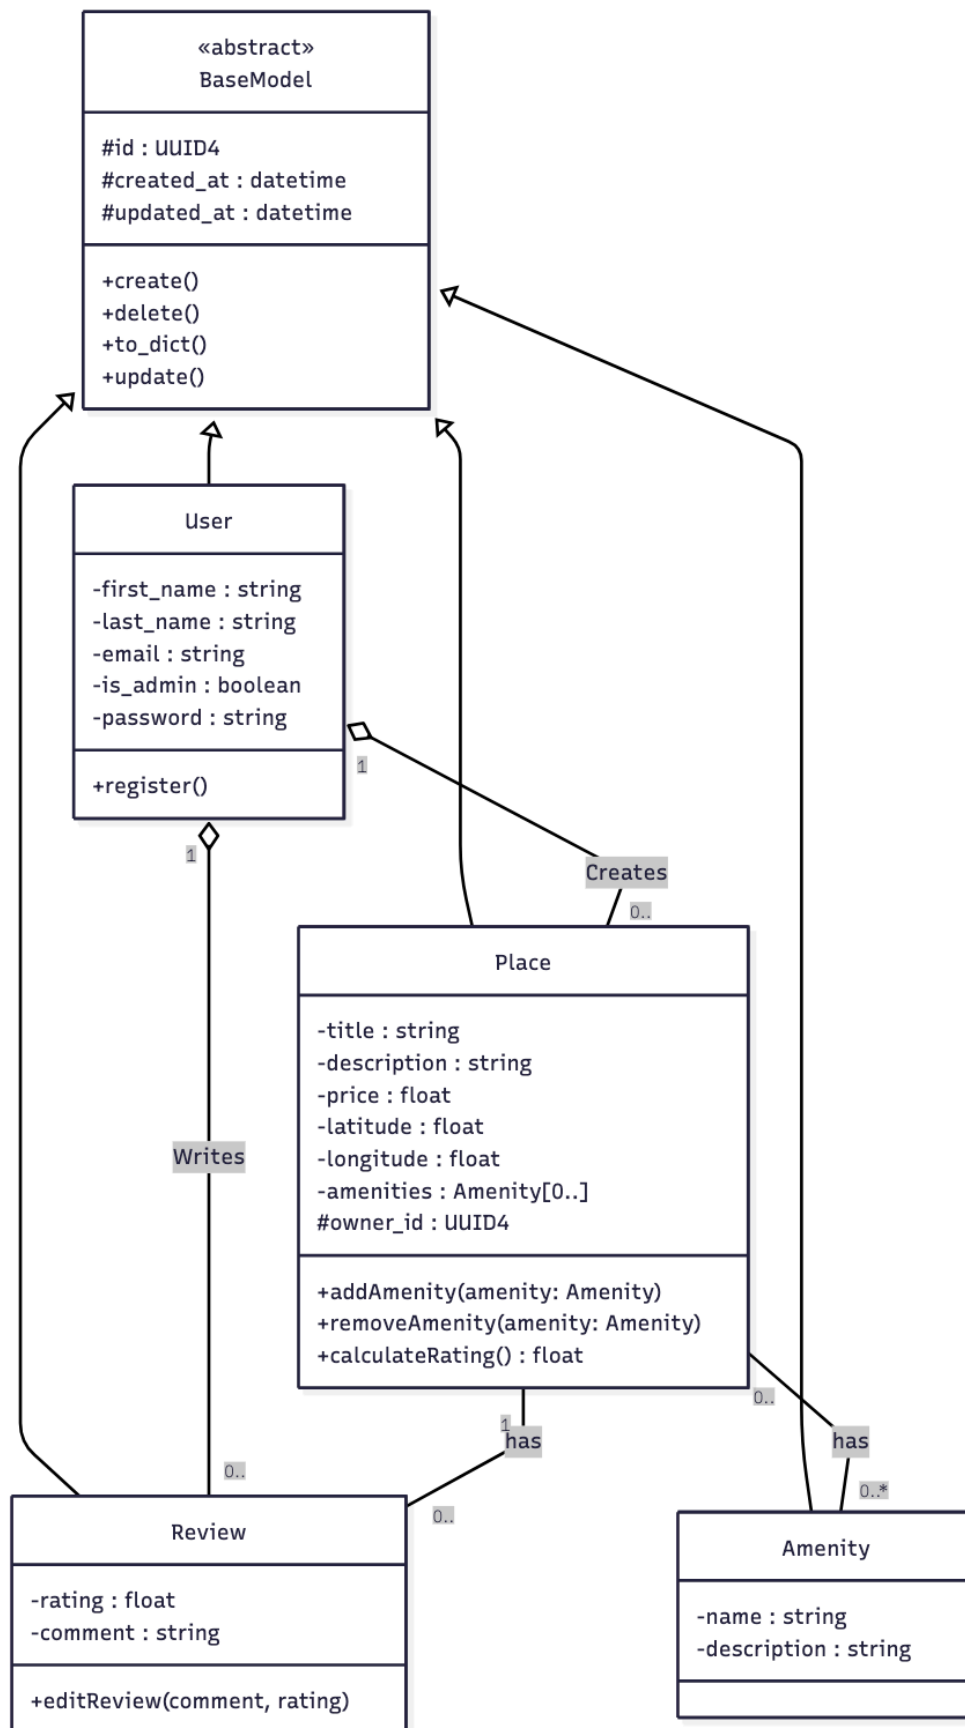 «abstract»
BaseModel
#id : UUID4
#created_at : datetime
#updated_at : datetime
+create()
+delete()
+to_dict()
+update()
User
-first_name : string
-last_name : string
-email : string
-is_admin : boolean
-password : string
+register()
1
1
Creates
0..
Place
-title : string
-description : string
-price : float
-latitude : float
-longitude : float
-amenities : Amenity[0..]
#owner_id : UUID4
+addAmenity(amenity: Amenity)
+removeAmenity(amenity: Amenity)
+calculateRating() : float
Writes
0..
1
has
0..
0..
has
0..*
Review
-rating : float
-comment : string
+editReview(comment, rating)
Amenity
-name : string
-description : string